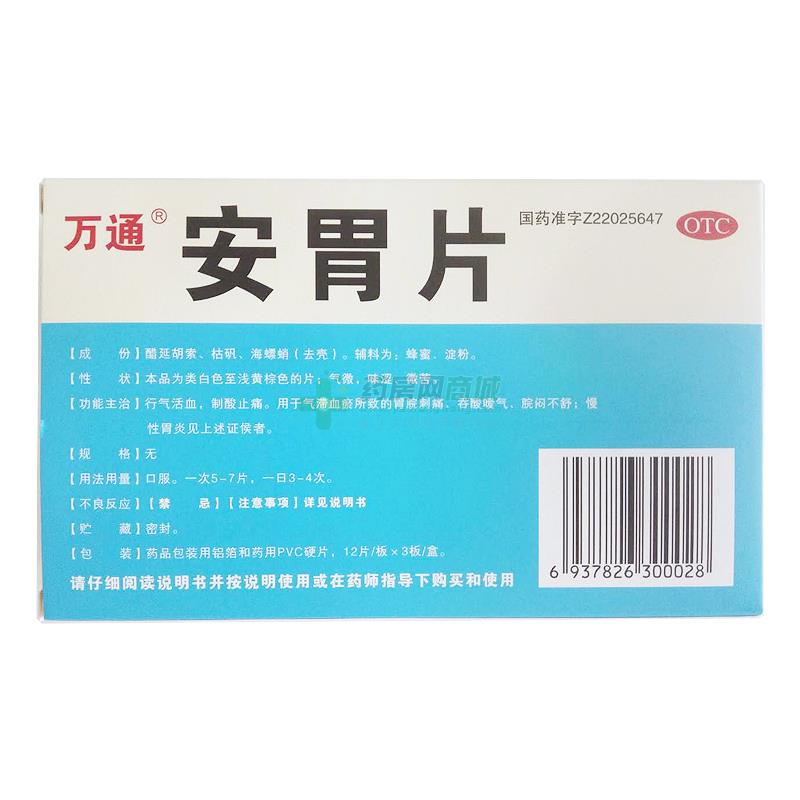 万通® 安胃片 国药准字Z22025647 OTC
【成 份】醋延胡索、枯矾、海螵蛸(去壳)。辅料为:蜂蜜、淀粉。
【性 状】本品为类白色至浅黄棕色的片;气微,味涩、微苦。
【功能主治】行气活血,制酸止痛。用于气滞血瘀所致的胃脘刺痛、吞酸嗳气、脘闷不舒;慢
性胃炎见上述证候者。
【规 格】无
【用法用量】口服。一次5-7片,一日3-4次。
【不良反应】【禁 忌】【注意事项】详见说明书
【贮 藏】密封。
【包 装】药品包装用铝箔和药用PVC硬片,12片/板×3板/盒。
请仔细阅读说明书并按说明使用或在药师指导下购买和使用
6 937826 300028
药房网商城